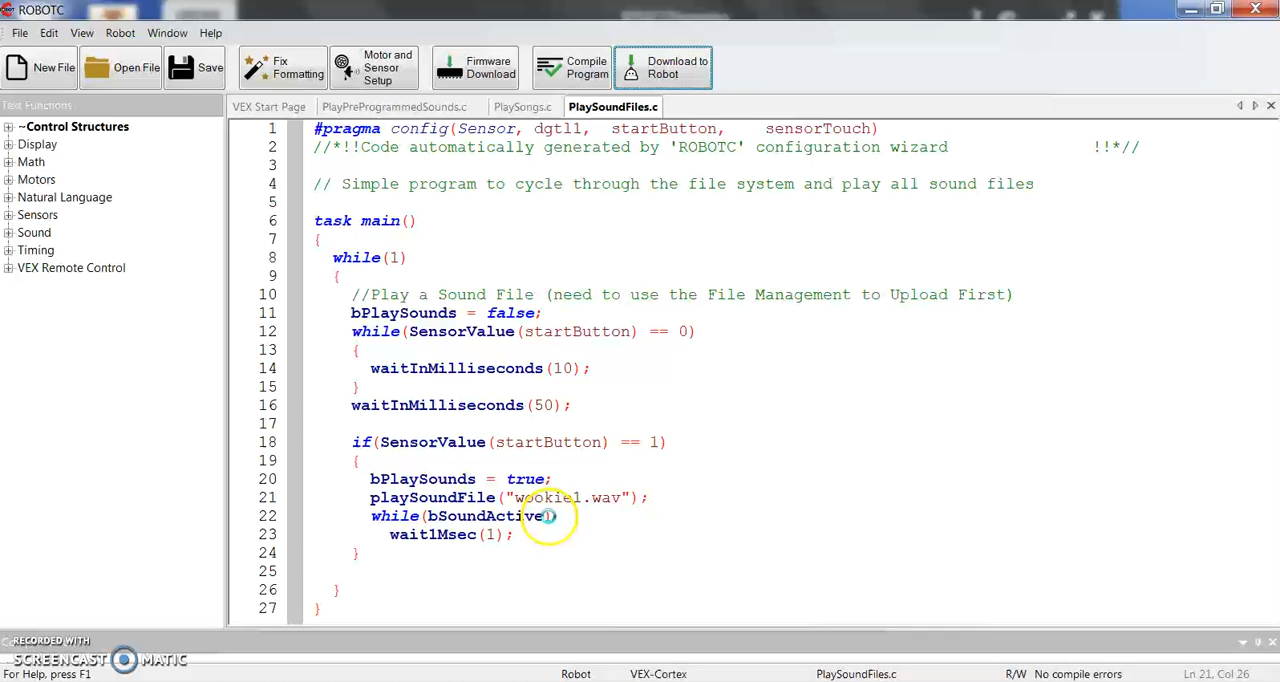 ROBOTC
File Edit View Robot Window Help
New File Open File Save Fix Formatting Motor and Sensor Setup Firmware Download Compile Program Download to Robot
Text Functions
VEX Start Page PlayPreProgrammedSounds.c PlaySongs.c PlaySoundFiles.c
~Control Structures
Display
Math
Motors
Natural Language
Sensors
Sound
Timing
VEX Remote Control
1 #pragma config(Sensor, dgtl1, startButton, sensorTouch)
2 //*!!Code automatically generated by 'ROBOTC' configuration wizard !!*//
3
4 // Simple program to cycle through the file system and play all sound files
5
6 task main()
7 {
8 while(1)
9 {
10 //Play a Sound File (need to use the File Management to Upload First)
11 bPlaySounds = false;
12 while(SensorValue(startButton) == 0)
13 {
14 waitInMilliseconds(10);
15 }
16 waitInMilliseconds(50);
17
18 if(SensorValue(startButton) == 1)
19 {
20 bPlaySounds = true;
21 playSoundFile("wookie1.wav");
22 while(bSoundActive)
23 wait1Msec(1);
24 }
25
26 }
27 }
RECORDED WITH
SCREENCAST MATIC
For Help, press F1 Robot VEX-Cortex PlaySoundFiles.c R/W No compile errors Ln 21, Col 26